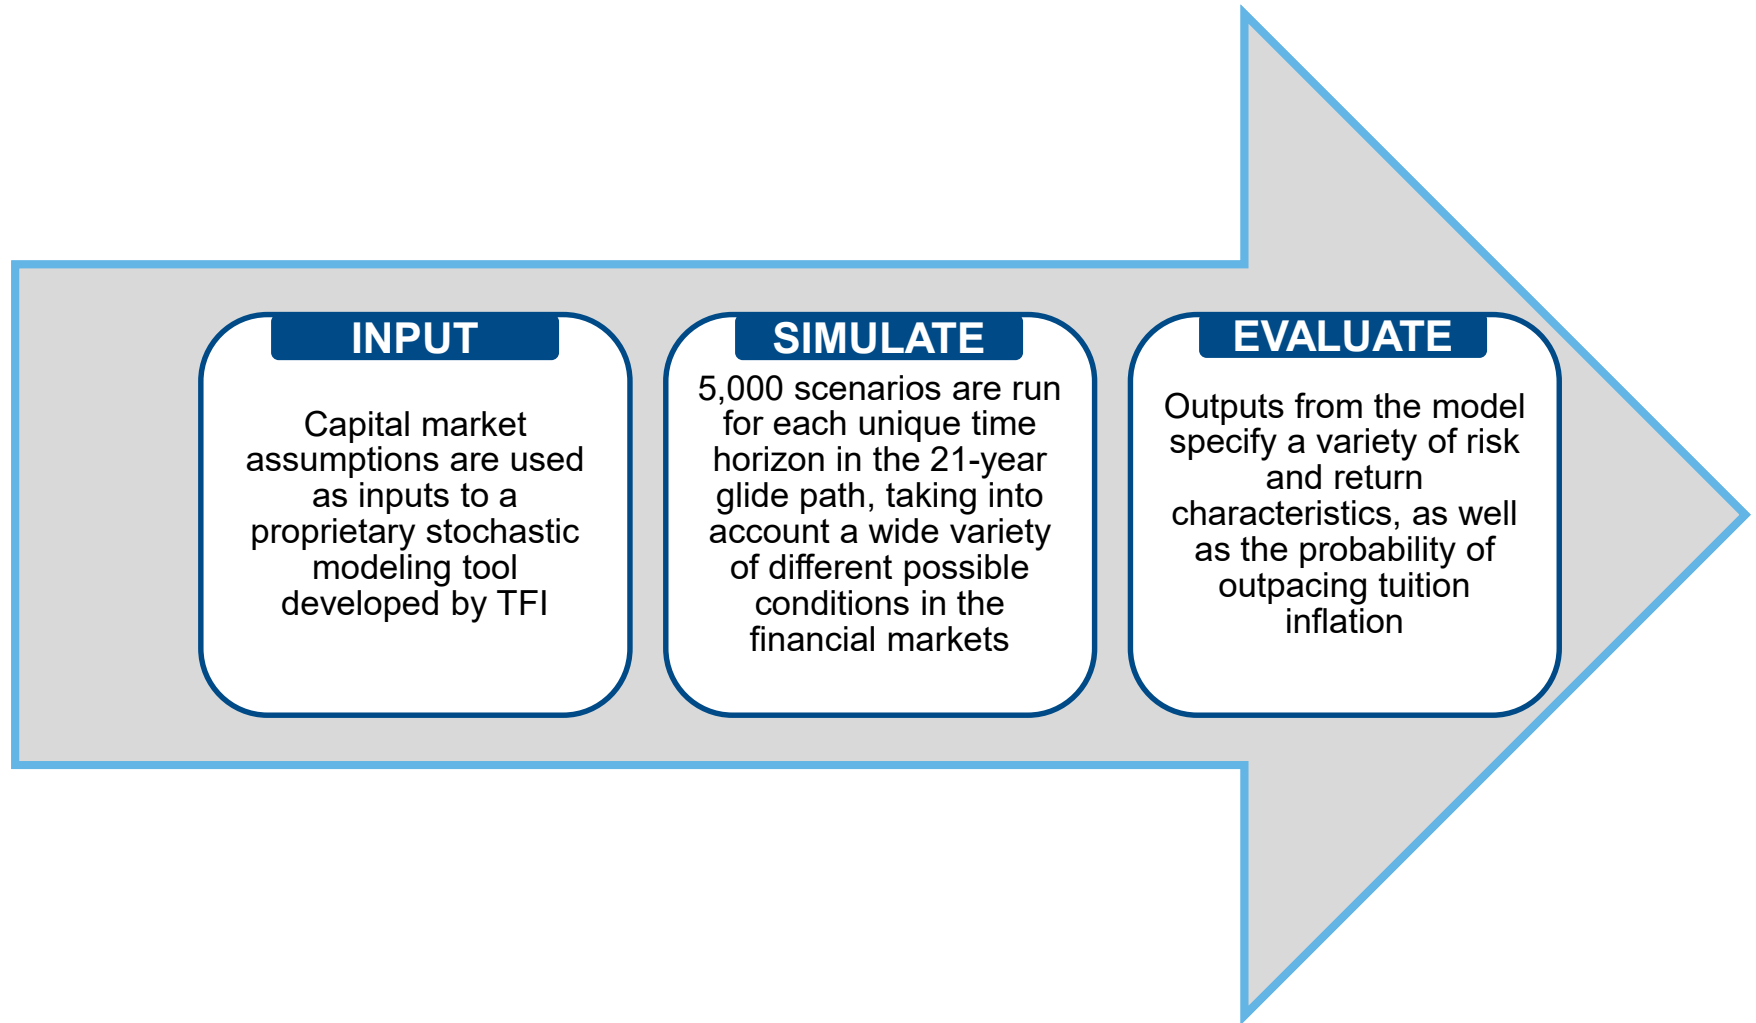 INPUT
Capital market
assumptions are used
as inputs to a
proprietary stochastic
modeling tool
developed by TFI
SIMULATE
5,000 scenarios are run
for each unique time
horizon in the 21-year
glide path, taking into
account a wide variety
of different possible
conditions in the
financial markets
EVALUATE
Outputs from the model
specify a variety of risk
and return
characteristics, as well
as the probability of
outpacing tuition
inflation